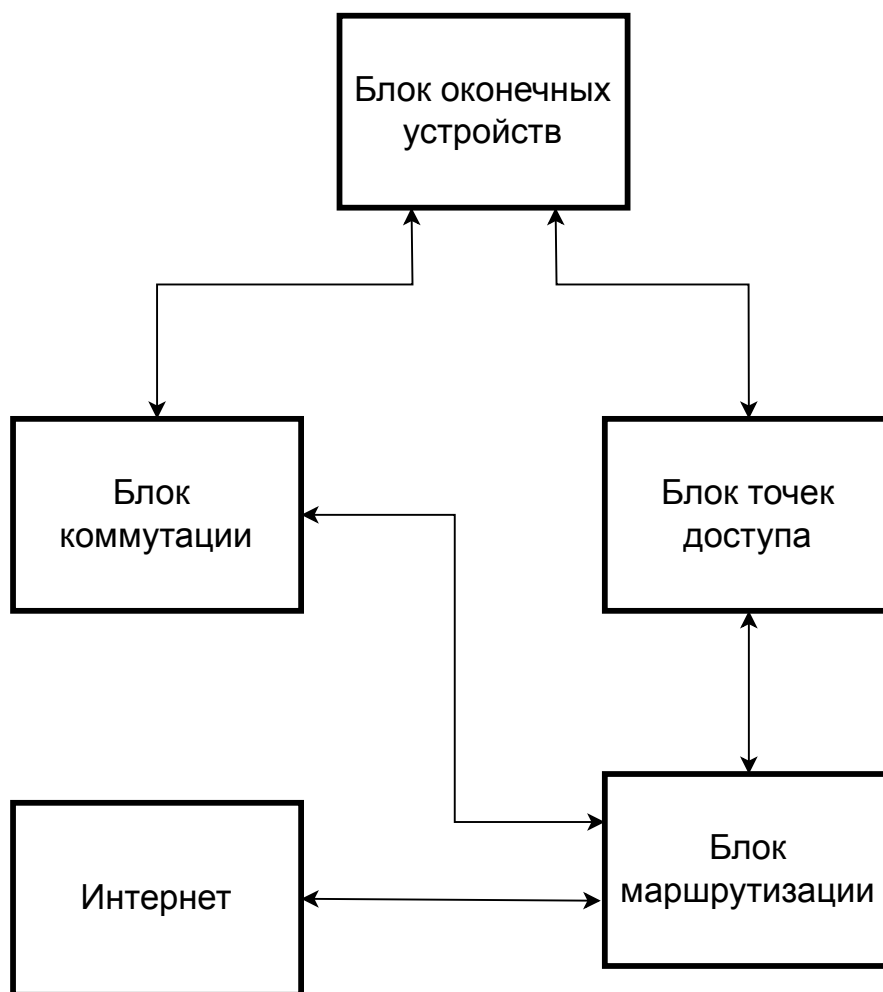 Блок оконечных
устройств
Блок
коммутации
Блок точек
доступа
Интернет
Блок
маршрутизации